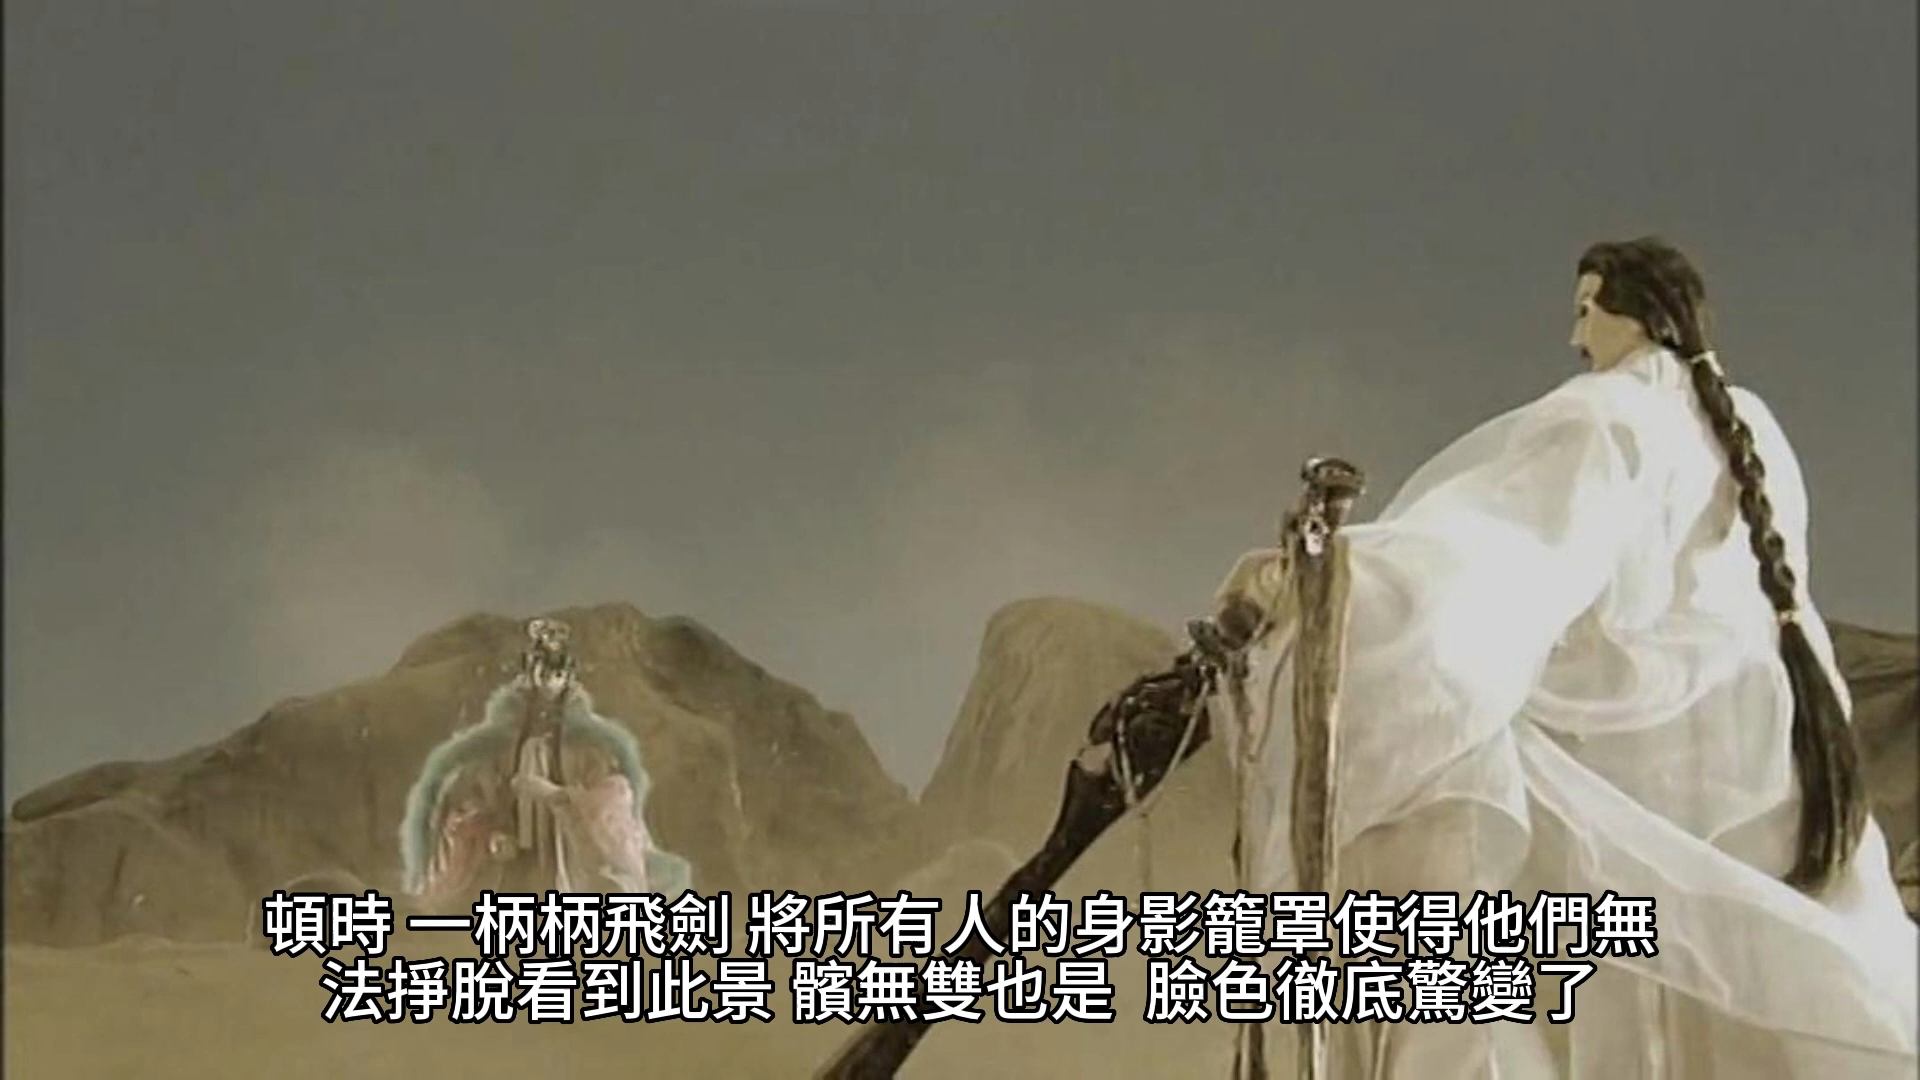 頓時 一柄柄飛劍 將所有人的身影籠罩使得他們無
法掙脫看到此景 髕無雙也是 臉色徹底驚變了